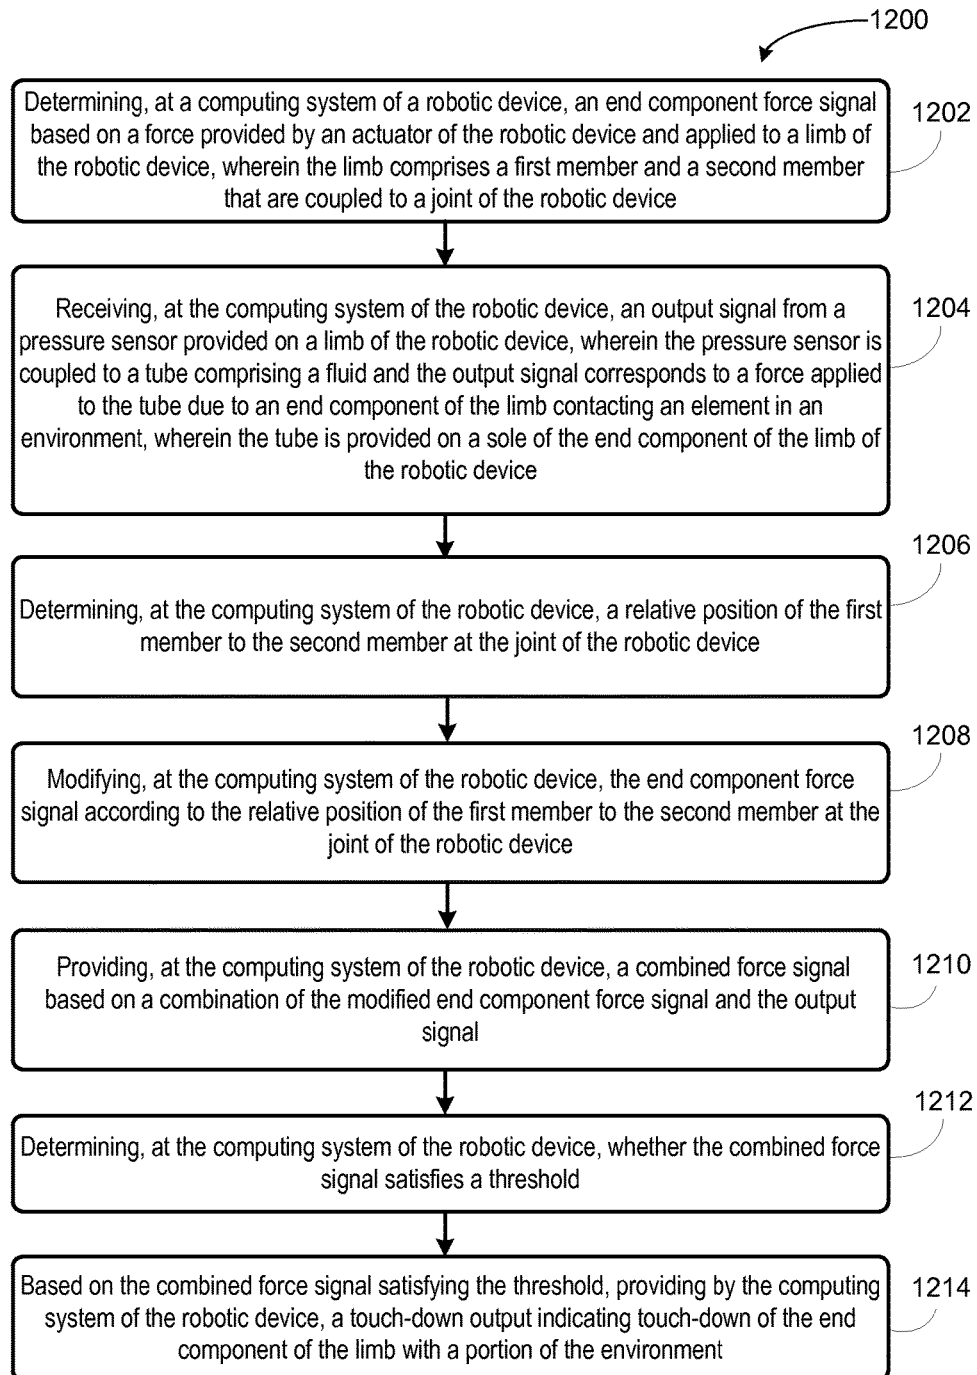 1200
Determining, at a computing system of a robotic device, an end component force signal
based on a force provided by an actuator of the robotic device and applied to a limb of
the robotic device, wherein the limb comprises a first member and a second member
that are coupled to a joint of the robotic device
1202
Receiving, at the computing system of the robotic device, an output signal from a
pressure sensor provided on a limb of the robotic device, wherein the pressure sensor is
coupled to a tube comprising a fluid and the output signal corresponds to a force applied
to the tube due to an end component of the limb contacting an element in an
environment, wherein the tube is provided on a sole of the end component of the limb of
the robotic device
1204
Determining, at the computing system of the robotic device, a relative position of the first
member to the second member at the joint of the robotic device
1206
Modifying, at the computing system of the robotic device, the end component force
signal according to the relative position of the first member to the second member at the
joint of the robotic device
1208
Providing, at the computing system of the robotic device, a combined force signal
based on a combination of the modified end component force signal and the output
signal
1210
Determining, at the computing system of the robotic device, whether the combined force
signal satisfies a threshold
1212
Based on the combined force signal satisfying the threshold, providing by the computing
system of the robotic device, a touch-down output indicating touch-down of the end
component of the limb with a portion of the environment
1214